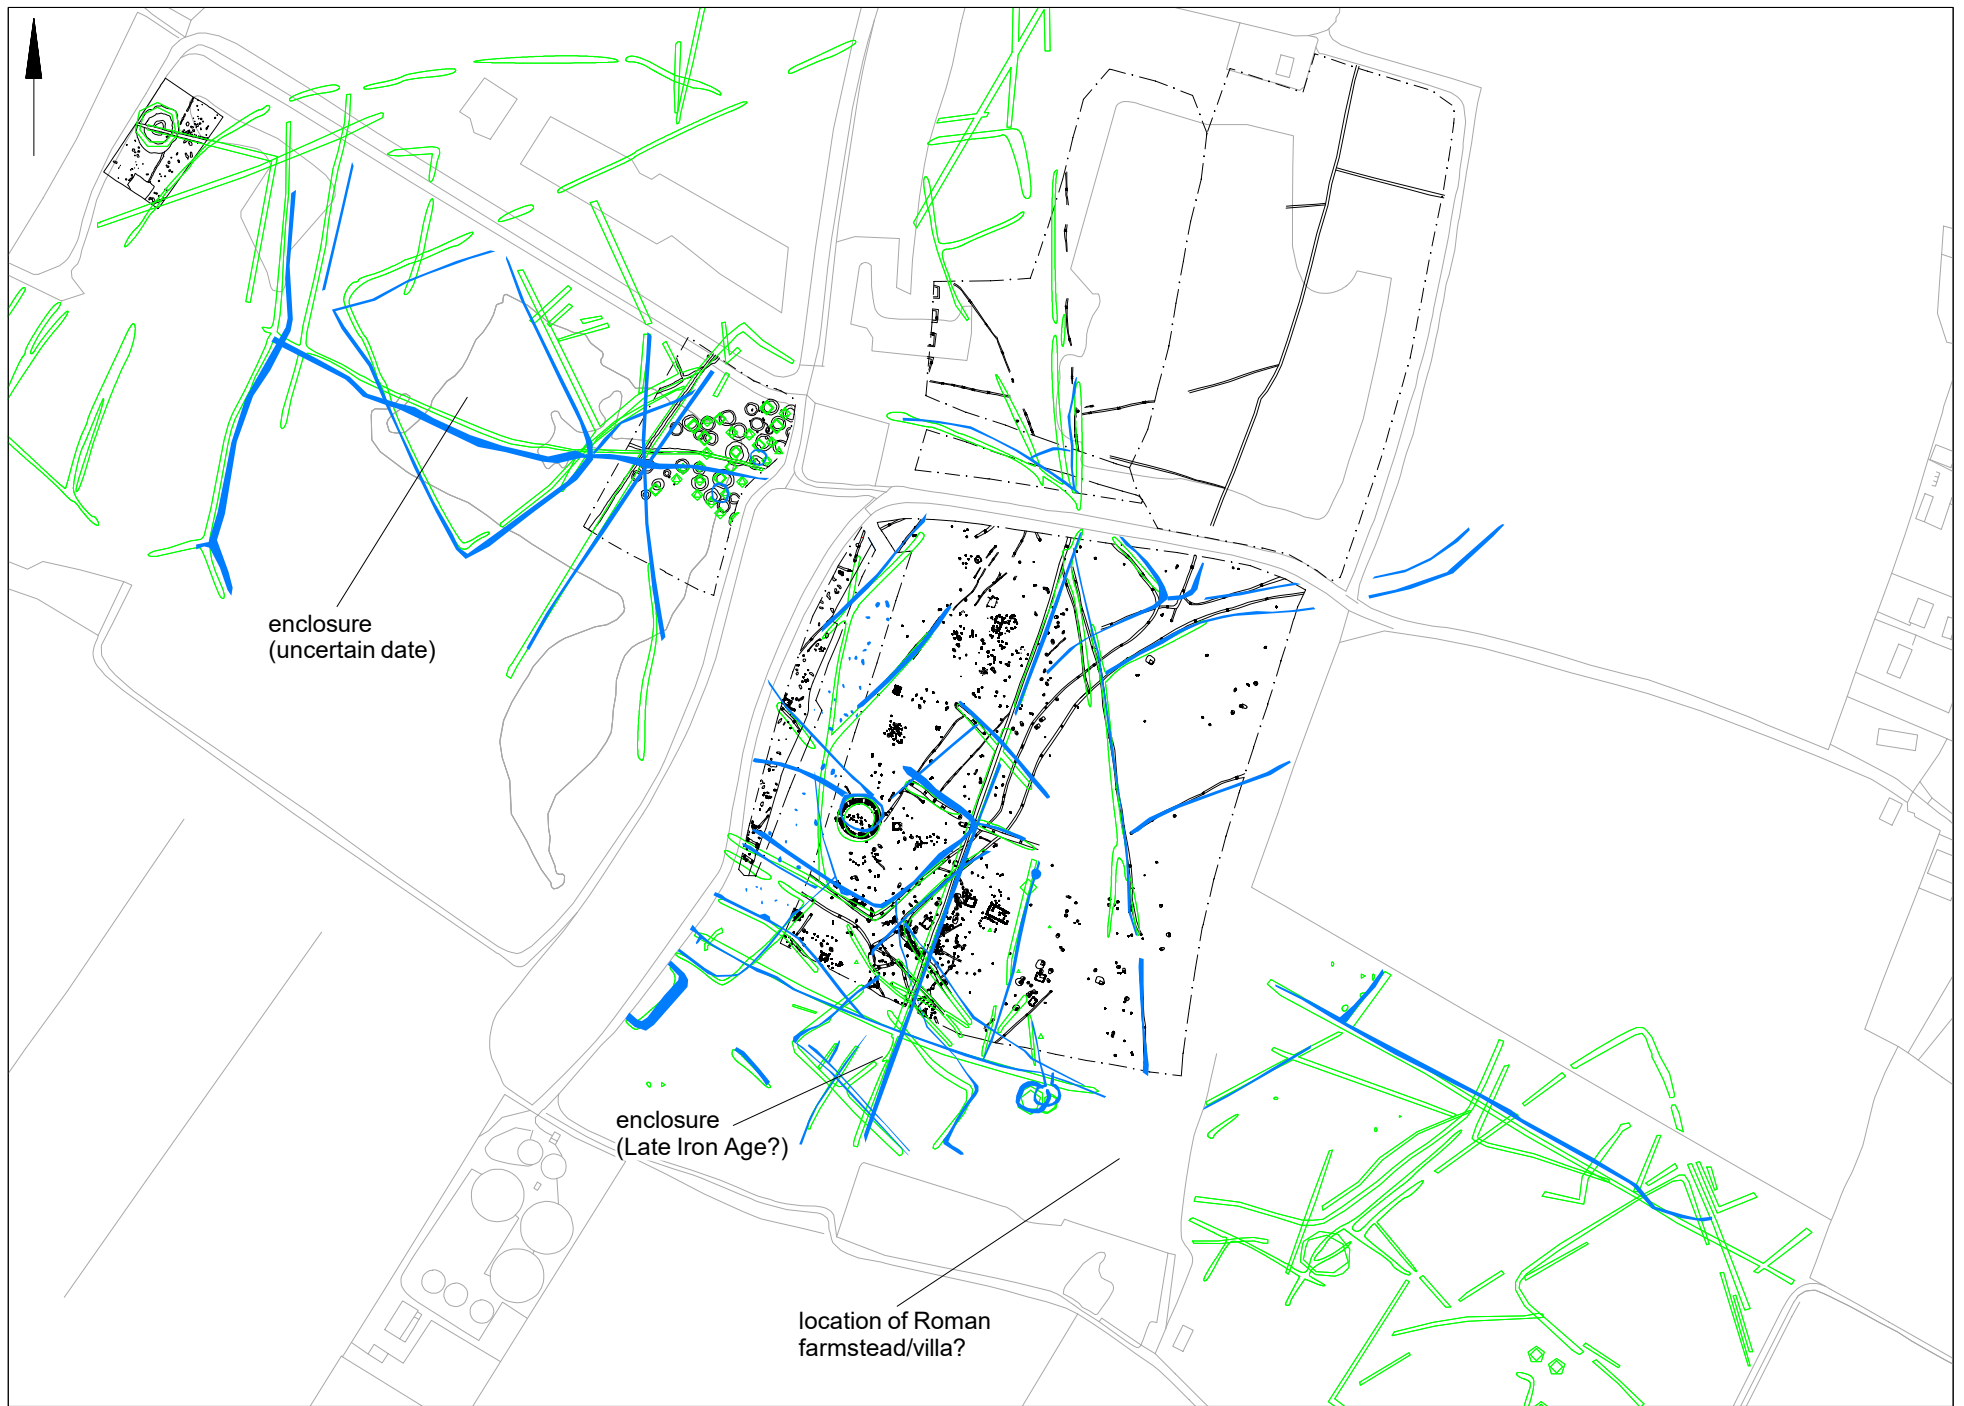 enclosure
(uncertain date)
enclosure
(Late Iron Age?)
location of Roman
farmstead/villa?